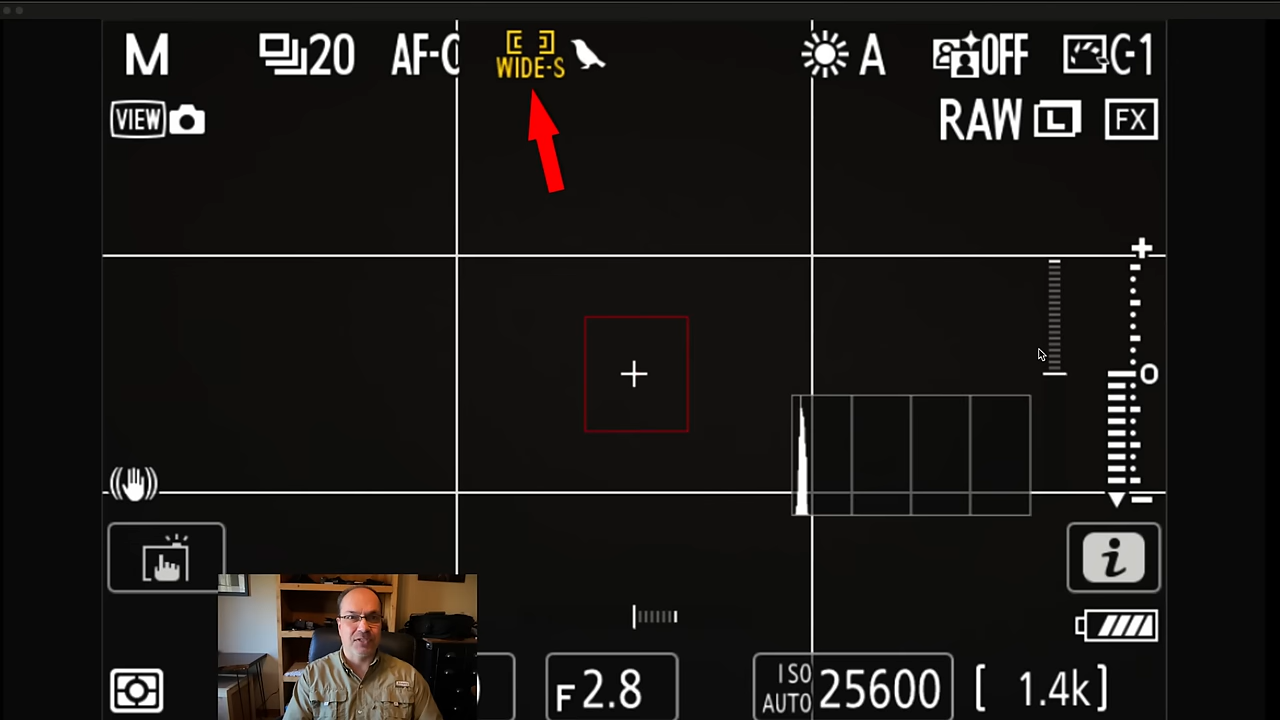 M 20 AF-C WIDE-S A OFF C-1
VIEW RAW L FX
+
0
-
i
F2.8 ISO AUTO 25600 [ 1.4k]